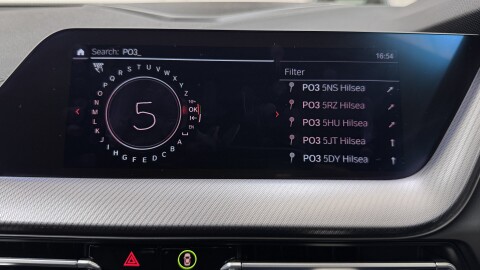 Search: PO3_
16:54
Filter
PO3 5NS Hilsea
PO3 5RZ Hilsea
PO3 5HU Hilsea
PO3 5JT Hilsea
PO3 5DY Hilsea
5
A B C D E F G H I J K L M N O P Q R S T U V W X Y Z
OK